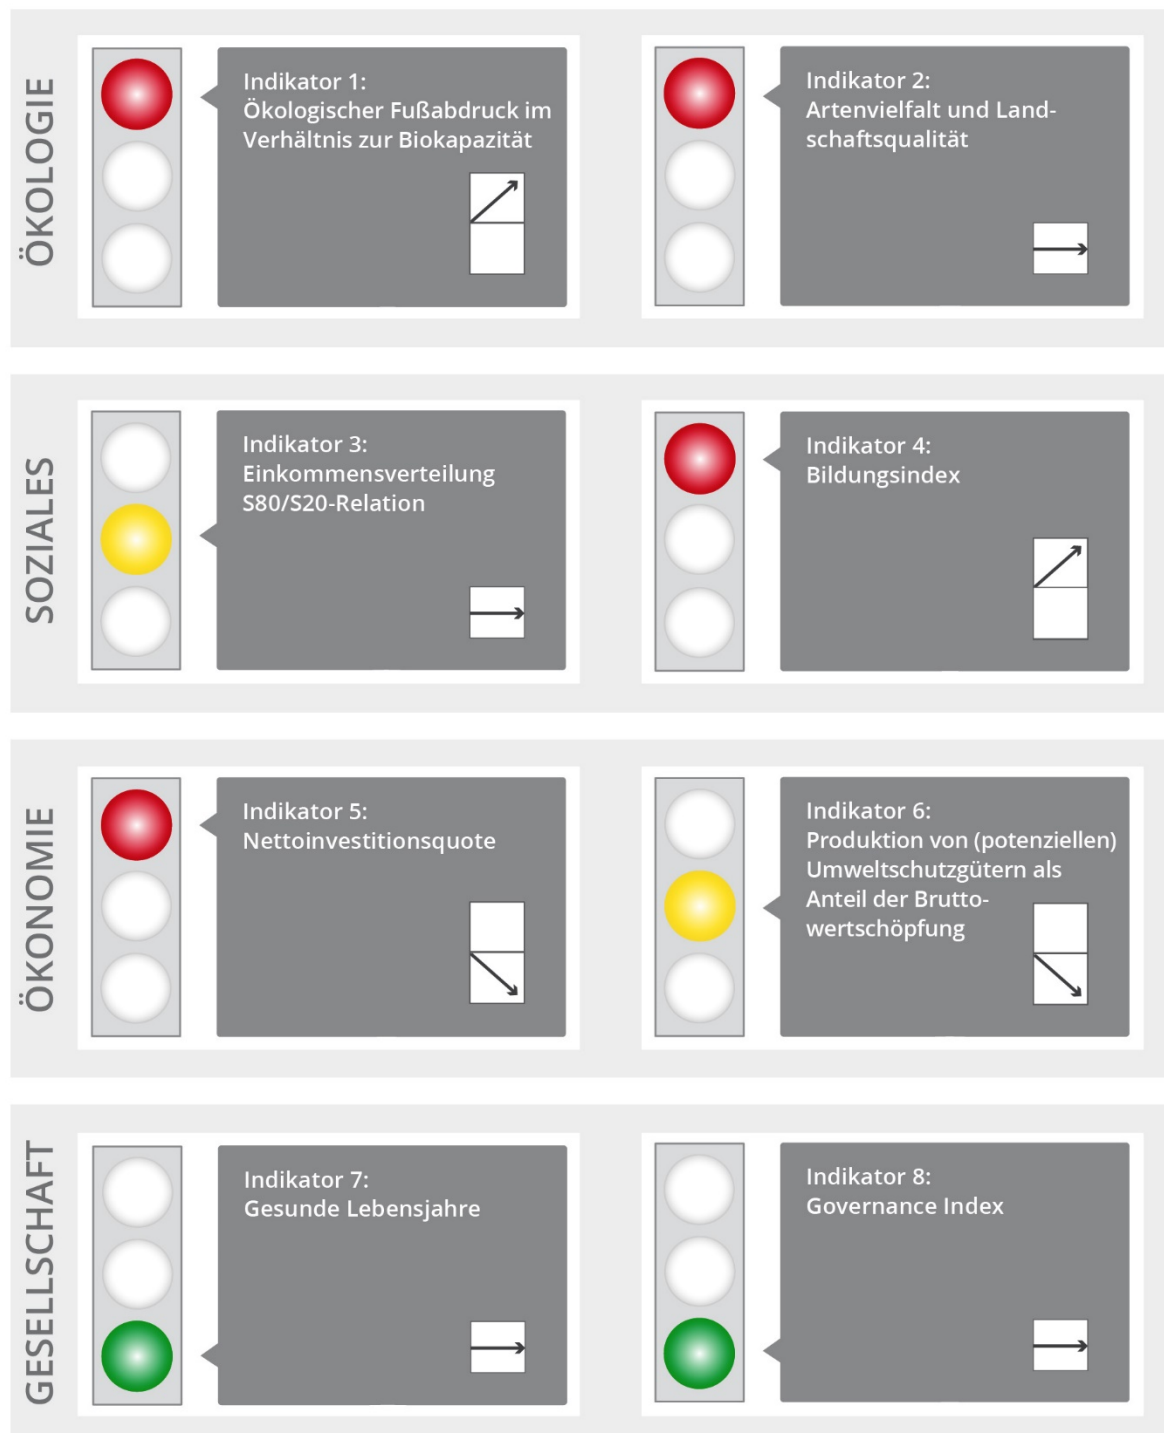 ÖKOLOGIE
Indikator 1:
Ökologischer Fußabdruck im
Verhältnis zur Biokapazität
Indikator 2:
Artenvielfalt und Land-
schaftsqualität
SOZIALES
Indikator 3:
Einkommensverteilung
S80/S20-Relation
Indikator 4:
Bildungsindex
ÖKONOMIE
Indikator 5:
Nettoinvestitionsquote
Indikator 6:
Produktion von (potenziellen)
Umweltschutzgütern als
Anteil der Brutto-
wertschöpfung
GESELLSCHAFT
Indikator 7:
Gesunde Lebensjahre
Indikator 8:
Governance Index